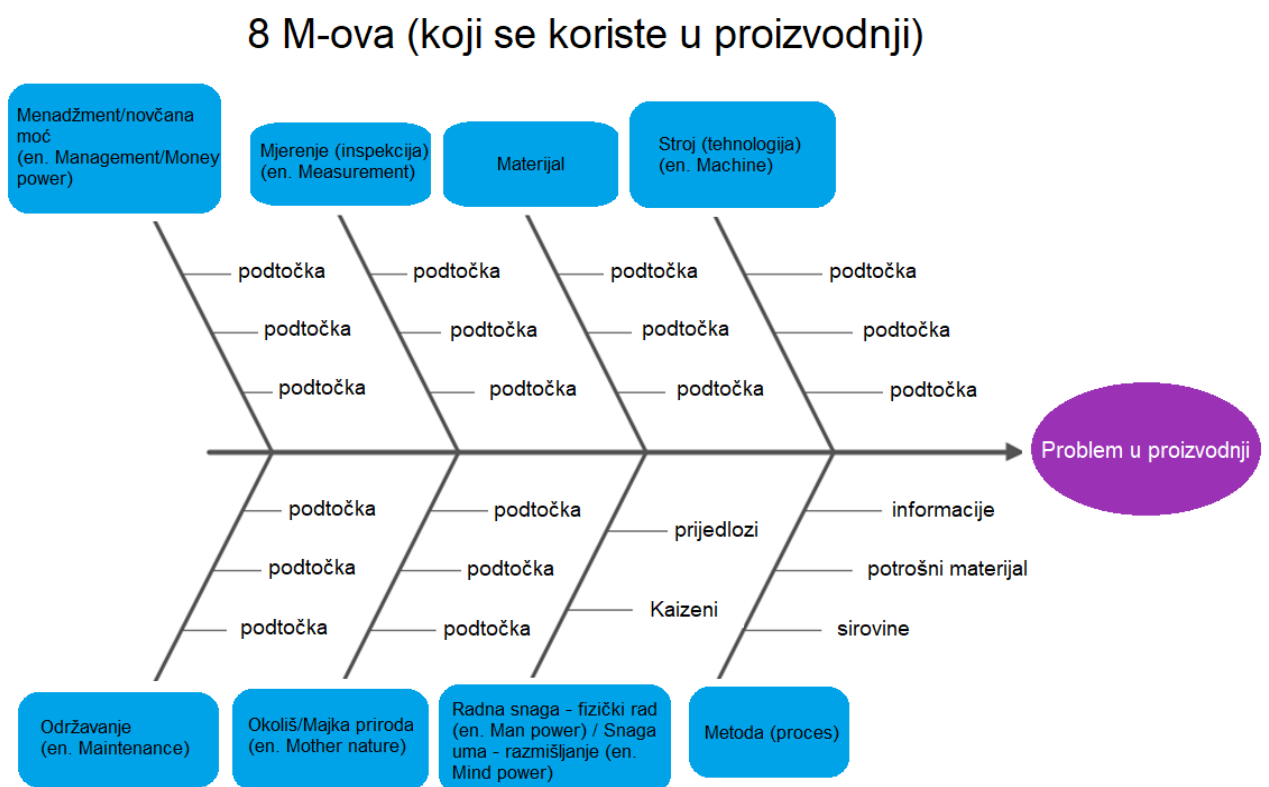 8 M-ova (koji se koriste u proizvodnji)
Menadžment/novčana
moć
(en. Management/Money
power)
Mjerenje (inspekcija)
(en. Measurement)
Materijal
Stroj (tehnologija)
(en. Machine)
podtočka
podtočka
podtočka
podtočka
podtočka
podtočka
podtočka
podtočka
podtočka
podtočka
podtočka
podtočka
Problem u proizvodnji
podtočka
podtočka
podtočka
podtočka
podtočka
podtočka
prijedlozi
Kaizeni
informacije
potrošni materijal
sirovine
Održavanje
(en. Maintenance)
Okoliš/Majka priroda
(en. Mother nature)
Radna snaga - fizički rad
(en. Man power) / Snaga
uma - razmišljanje (en.
Mind power)
Metoda (proces)